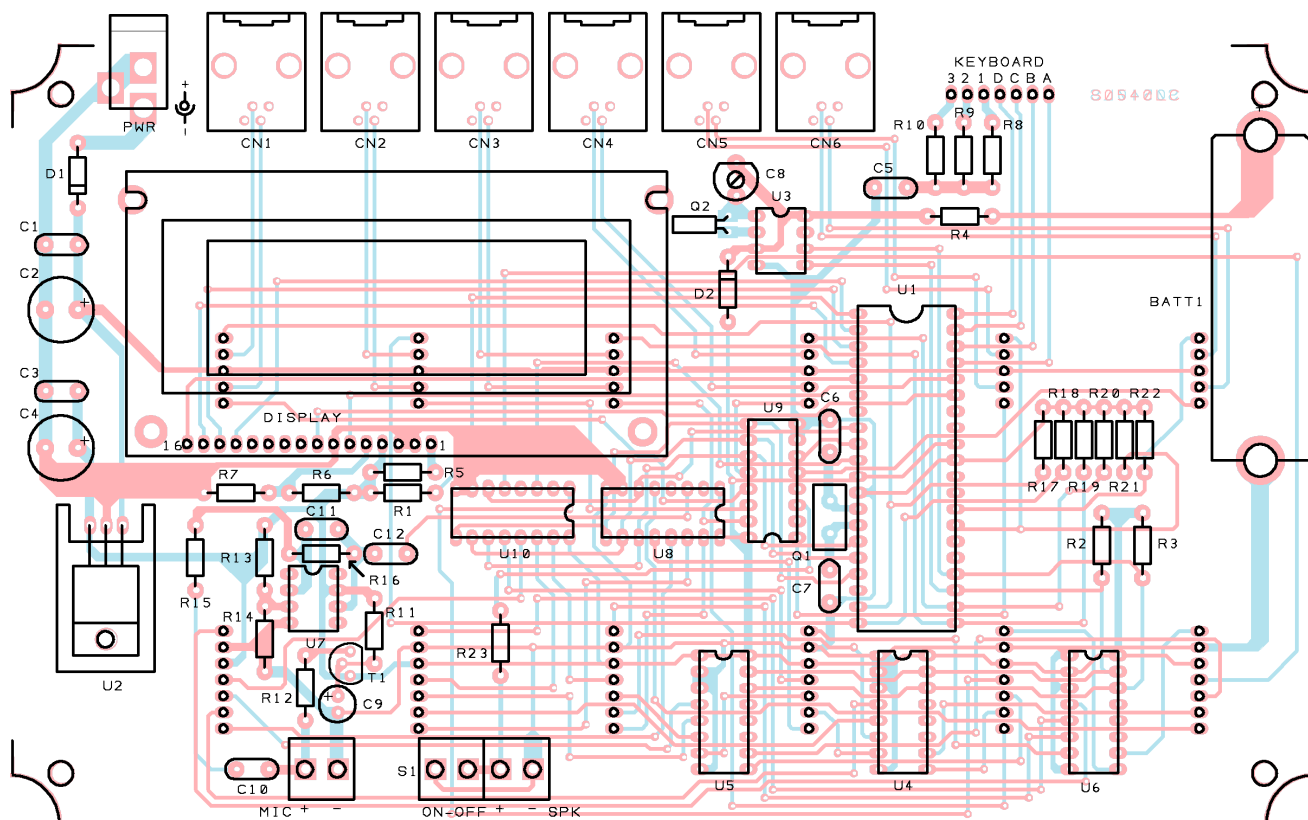 KEYBOARD
3 2 1 D C B A
80540LC
+
PWR
-
CN1 CN2 CN3 CN4 CN5 CN6
R9
R10 R8
+
D1
C8
C5
U3
Q2
C1
R4
C2
+
D2
U1
BATT1
C3
C4
+
C6
R18 R20 R22
U9
DISPLAY
16 1
R7 R6 R5
R1
R17 R19 R21
C11
C12
R13
U10 U8
Q1
R2 R3
R16
R15
C7
R14
R11
U7
R23
T1
U2
R12
+
C9
S1
C10
U5 U4 U6
MIC + - ON-OFF + - SPK